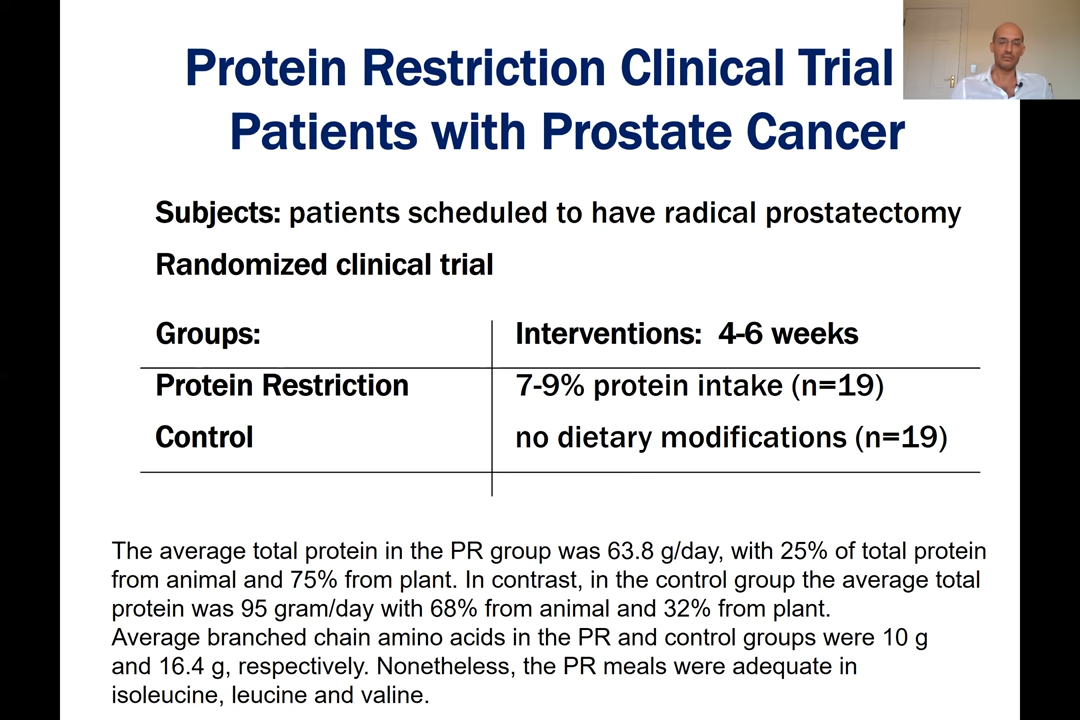 Protein Restriction Clinical Trial
Patients with Prostate Cancer
Subjects: patients scheduled to have radical prostatectomy
Randomized clinical trial
Groups: Interventions: 4-6 weeks
Protein Restriction 7-9% protein intake (n=19)
Control no dietary modifications (n=19)
The average total protein in the PR group was 63.8 g/day, with 25% of total protein
from animal and 75% from plant. In contrast, in the control group the average total
protein was 95 gram/day with 68% from animal and 32% from plant.
Average branched chain amino acids in the PR and control groups were 10 g
and 16.4 g, respectively. Nonetheless, the PR meals were adequate in
isoleucine, leucine and valine.